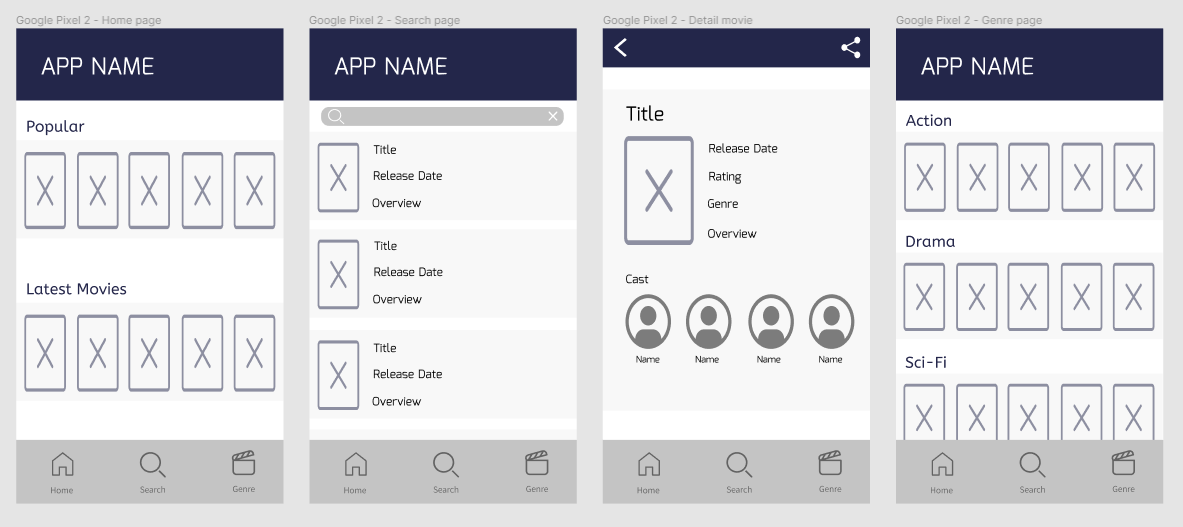 Google Pixel 2 - Home page
APP NAME
Popular
Latest Movies
Home Search Genre
Google Pixel 2 - Search page
APP NAME
Title
Release Date
Overview
Title
Release Date
Overview
Title
Release Date
Overview
Home Search Genre
Google Pixel 2 - Detail movie
Title
Release Date
Rating
Genre
Overview
Cast
Name Name Name Name
Home Search Genre
Google Pixel 2 - Genre page
APP NAME
Action
Drama
Sci-Fi
Home Search Genre